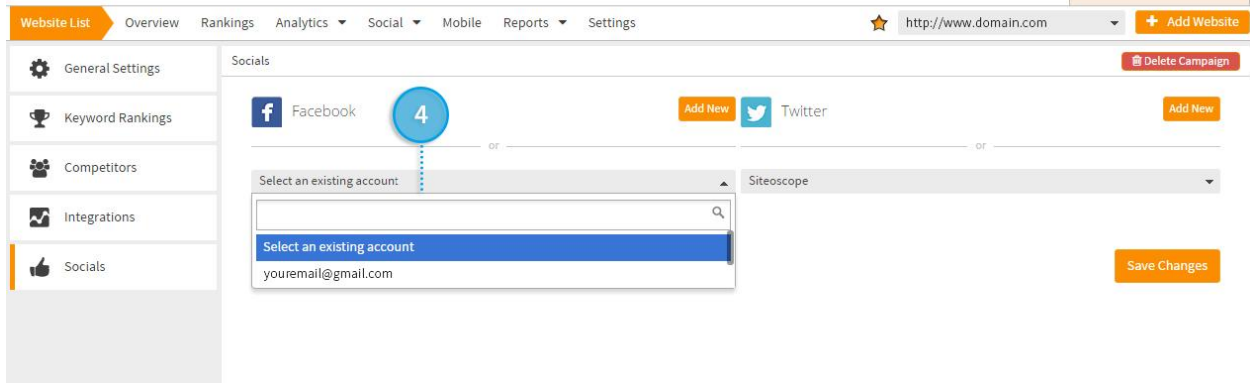 Website List Overview Rankings Analytics Social Mobile Reports Settings http://www.domain.com + Add Website
General Settings
Keyword Rankings
Competitors
Integrations
Socials
Socials Delete Campaign
f Facebook 4 Add New Twitter Add New
or or
Select an existing account Siteoscope
Select an existing account
youremail@gmail.com
Save Changes